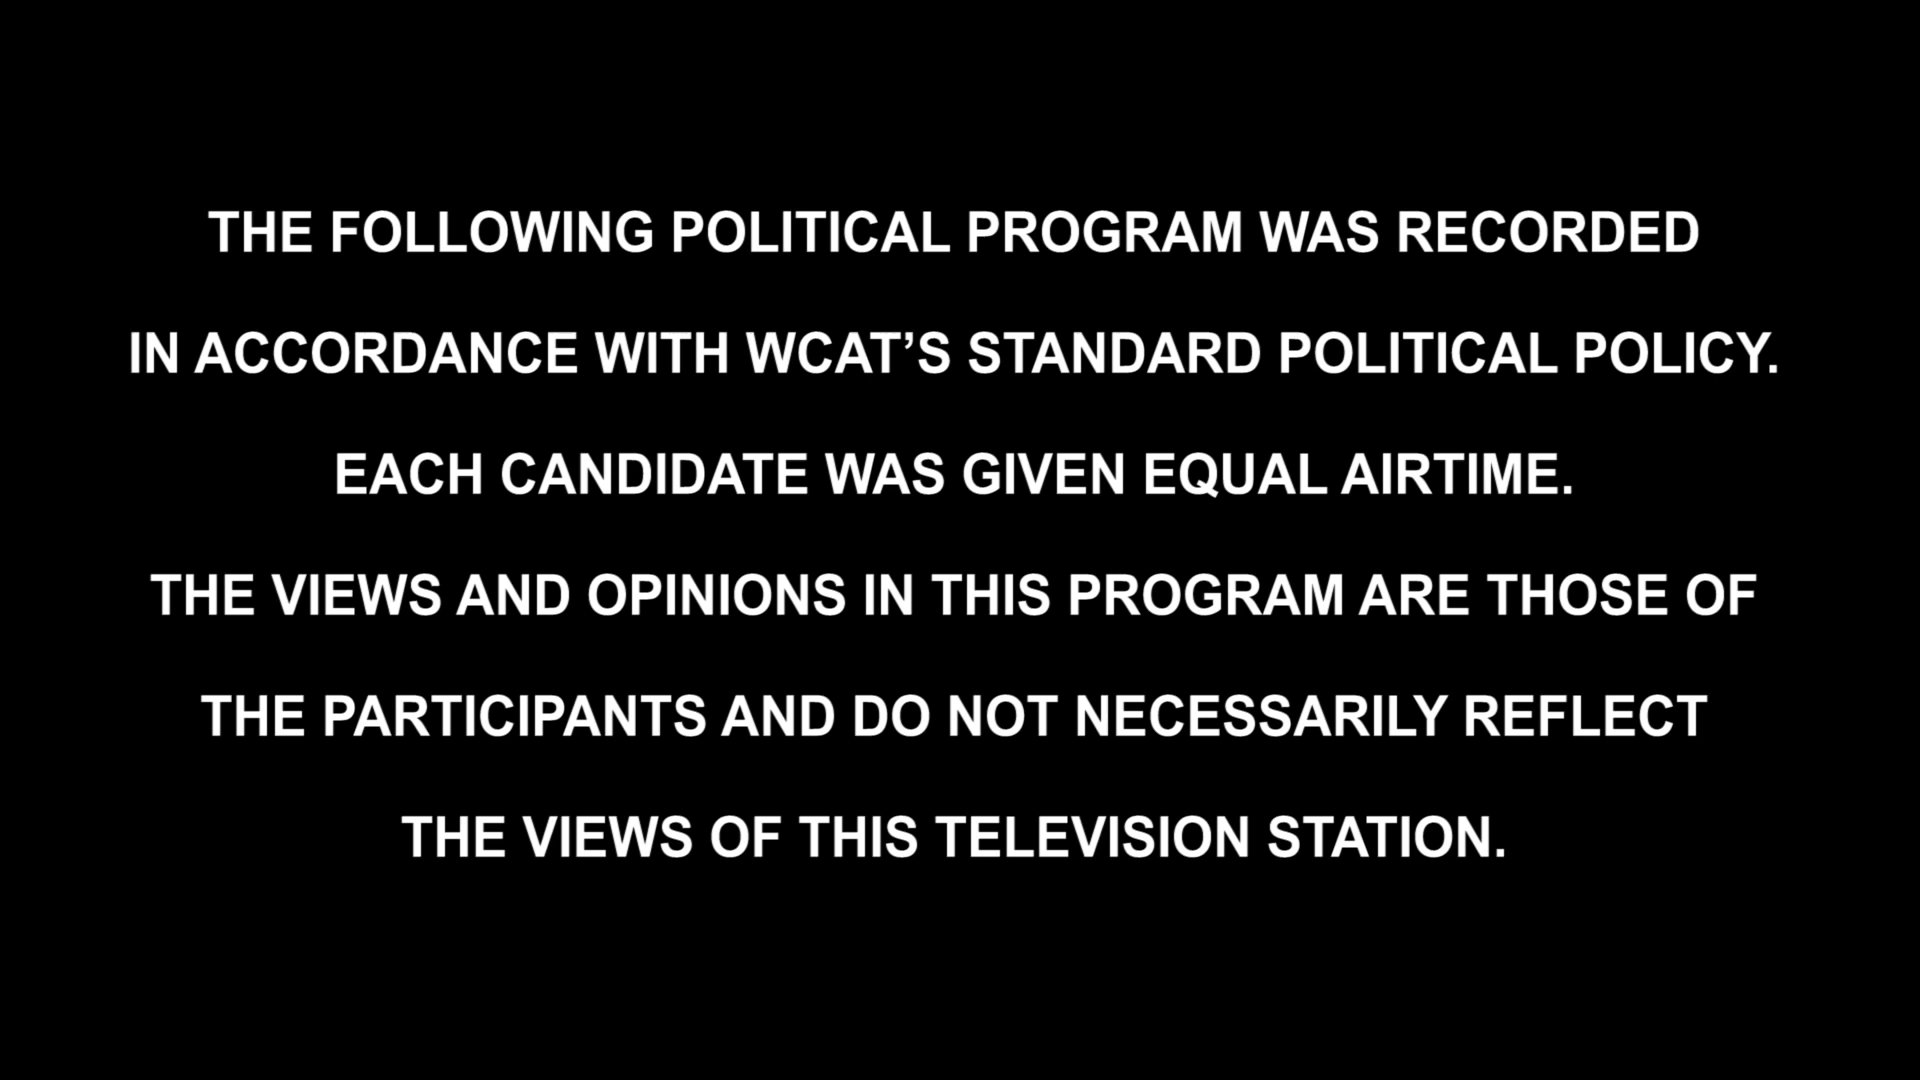 THE FOLLOWING POLITICAL PROGRAM WAS RECORDED
IN ACCORDANCE WITH WCAT’S STANDARD POLITICAL POLICY.
EACH CANDIDATE WAS GIVEN EQUAL AIRTIME.
THE VIEWS AND OPINIONS IN THIS PROGRAM ARE THOSE OF
THE PARTICIPANTS AND DO NOT NECESSARILY REFLECT
THE VIEWS OF THIS TELEVISION STATION.